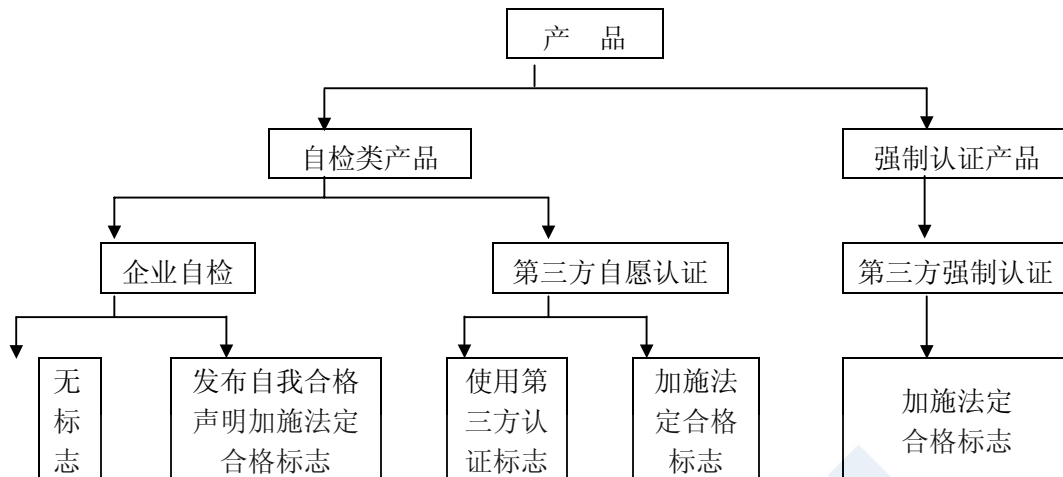 产 品
自检类产品
强制认证产品
企业自检
第三方自愿认证
第三方强制认证
无
标
志
发布自我合格
声明加施法定
合格标志
使用第
三方认
证标志
加施法
定合格
标志
加施法定
合格标志